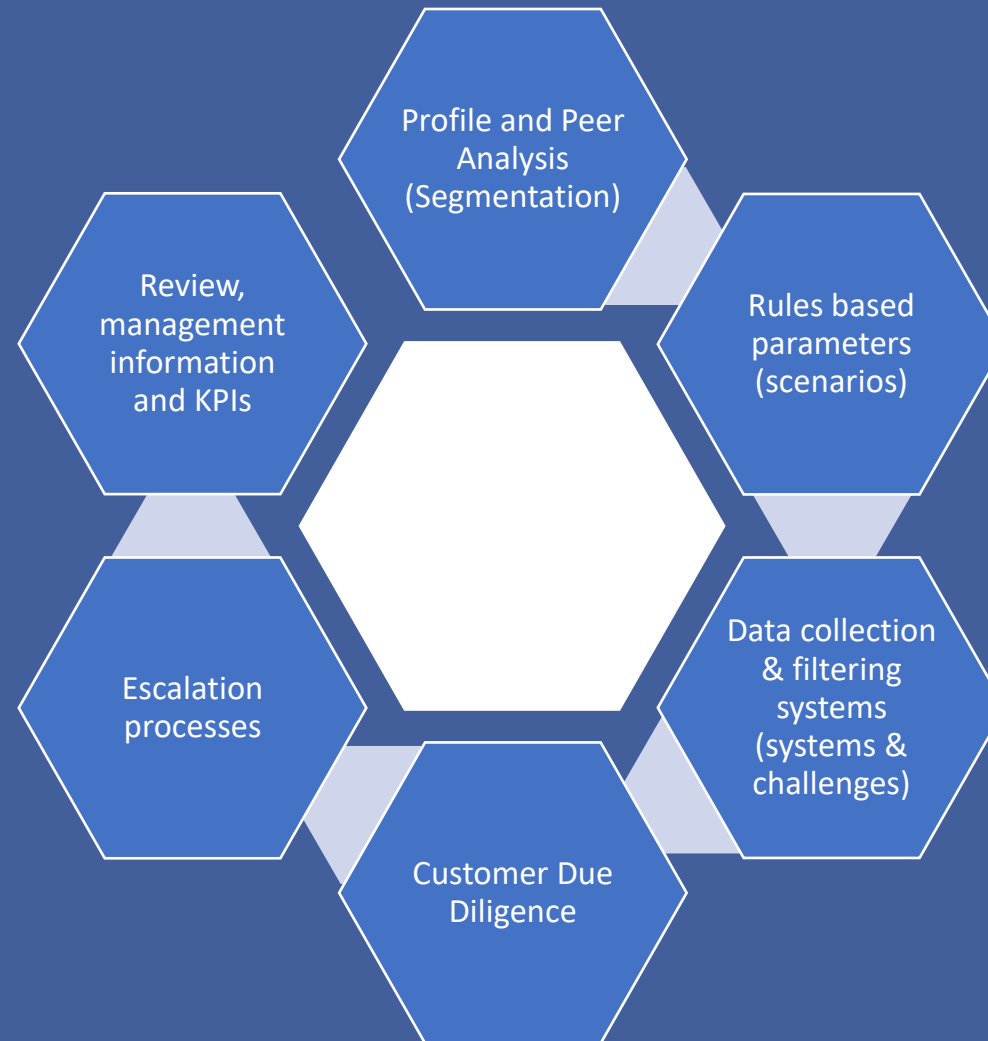 Profile and Peer
Analysis
(Segmentation)
Rules based
parameters
(scenarios)
Data collection
& filtering
systems
(systems &
challenges)
Customer Due
Diligence
Escalation
processes
Review,
management
information
and KPIs